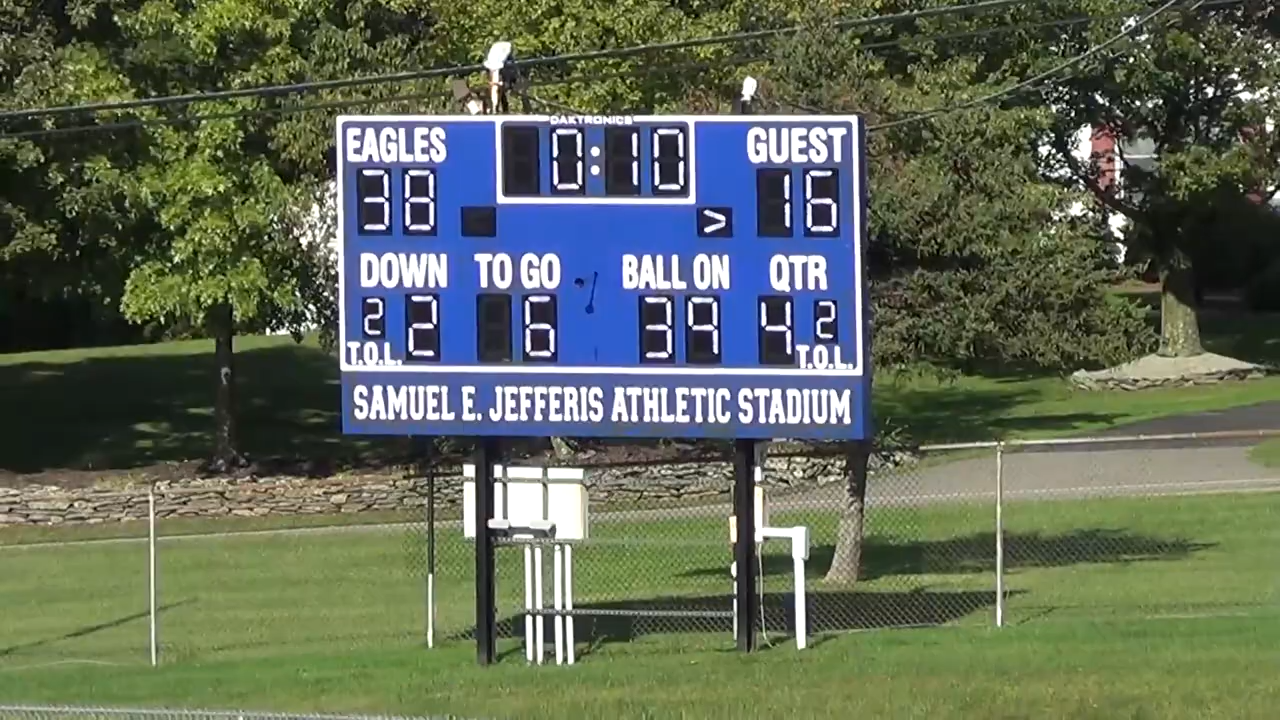 DAKTRONICS
EAGLES 0:10 GUEST
38 > 16
DOWN TO GO BALL ON QTR
2 2 6 39 4 2
T.O.L. T.O.L.
SAMUEL E. JEFFERIS ATHLETIC STADIUM